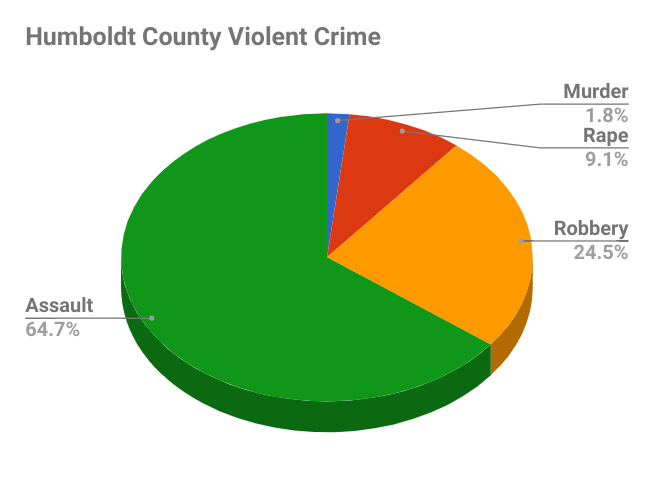 Humboldt County Violent Crime
Murder
1.8%
Rape
9.1%
Robbery
24.5%
Assault
64.7%